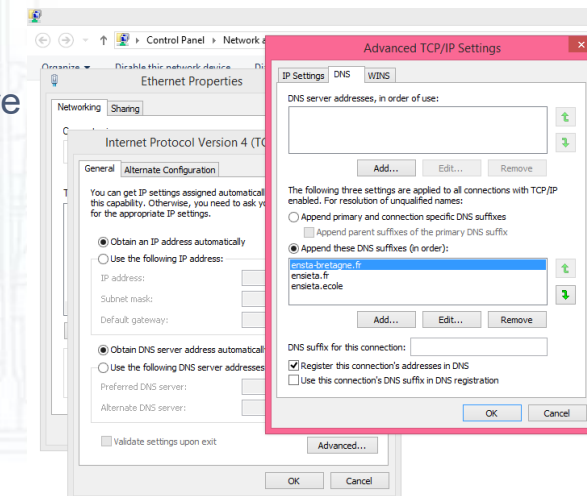 Control Panel ▸ Network
Organize ▾ Disable this network device
Ethernet Properties
Networking Sharing
Internet Protocol Version 4
General Alternate Configuration
You can get IP settings assigned
this capability. Otherwise, you need to ask
for the appropriate IP settings.
Obtain an IP address automatically
Use the following IP address:
IP address:
Subnet mask:
Default gateway:
Obtain DNS server address
Use the following DNS server addresses
Preferred DNS server:
Alternate DNS server:
Validate settings upon exit
Advanced...
OK Cancel
Advanced TCP/IP Settings
IP Settings DNS WINS
DNS server addresses, in order of use:
Add... Edit... Remove
The following three settings are applied to all connections with TCP/IP
enabled. For resolution of unqualified names:
Append primary and connection specific DNS suffixes
Append parent suffixes of the primary DNS suffix
Append these DNS suffixes (in order):
ensta-bretagne.fr
ensieta.fr
ensieta.ecole
Add... Edit... Remove
DNS suffix for this connection:
Register this connection's addresses in DNS
Use this connection's DNS suffix in DNS registration
OK Cancel